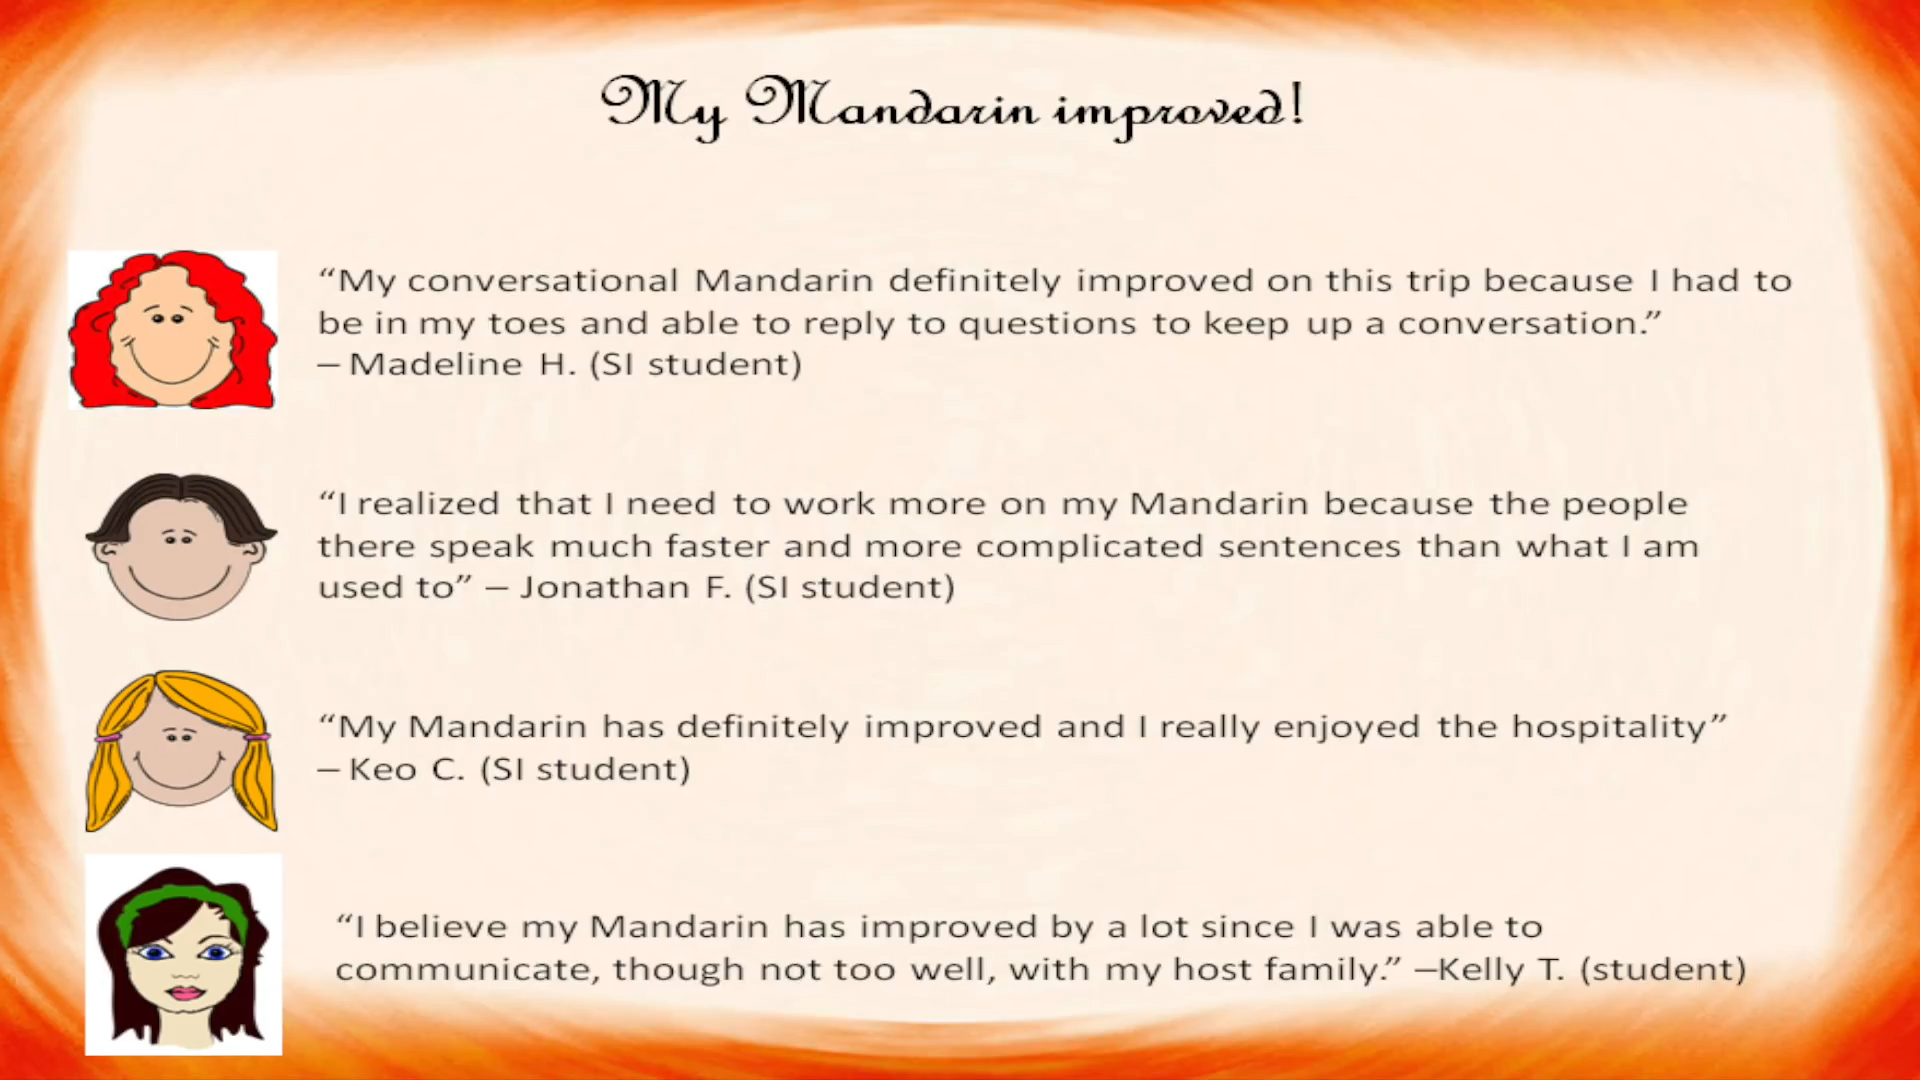 My Mandarin improved!
“My conversational Mandarin definitely improved on this trip because I had to
be in my toes and able to reply to questions to keep up a conversation.”
– Madeline H. (SI student)
“I realized that I need to work more on my Mandarin because the people
there speak much faster and more complicated sentences than what I am
used to” – Jonathan F. (SI student)
“My Mandarin has definitely improved and I really enjoyed the hospitality”
– Keo C. (SI student)
“I believe my Mandarin has improved by a lot since I was able to
communicate, though not too well, with my host family.” –Kelly T. (student)